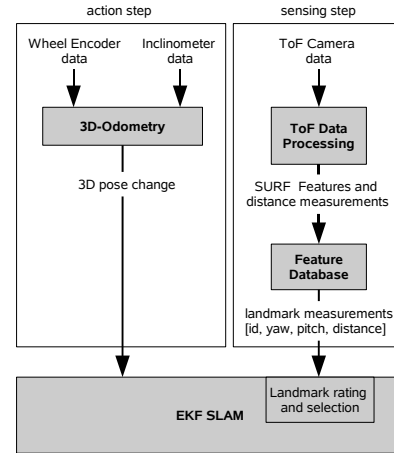 action step
Wheel Encoder
data
Inclinometer
data
3D-Odometry
3D pose change
sensing step
ToF Camera
data
ToF Data
Processing
SURF Features and
distance measurements
Feature
Database
landmark measurements
[id, yaw, pitch, distance]
EKF SLAM
Landmark rating
and selection